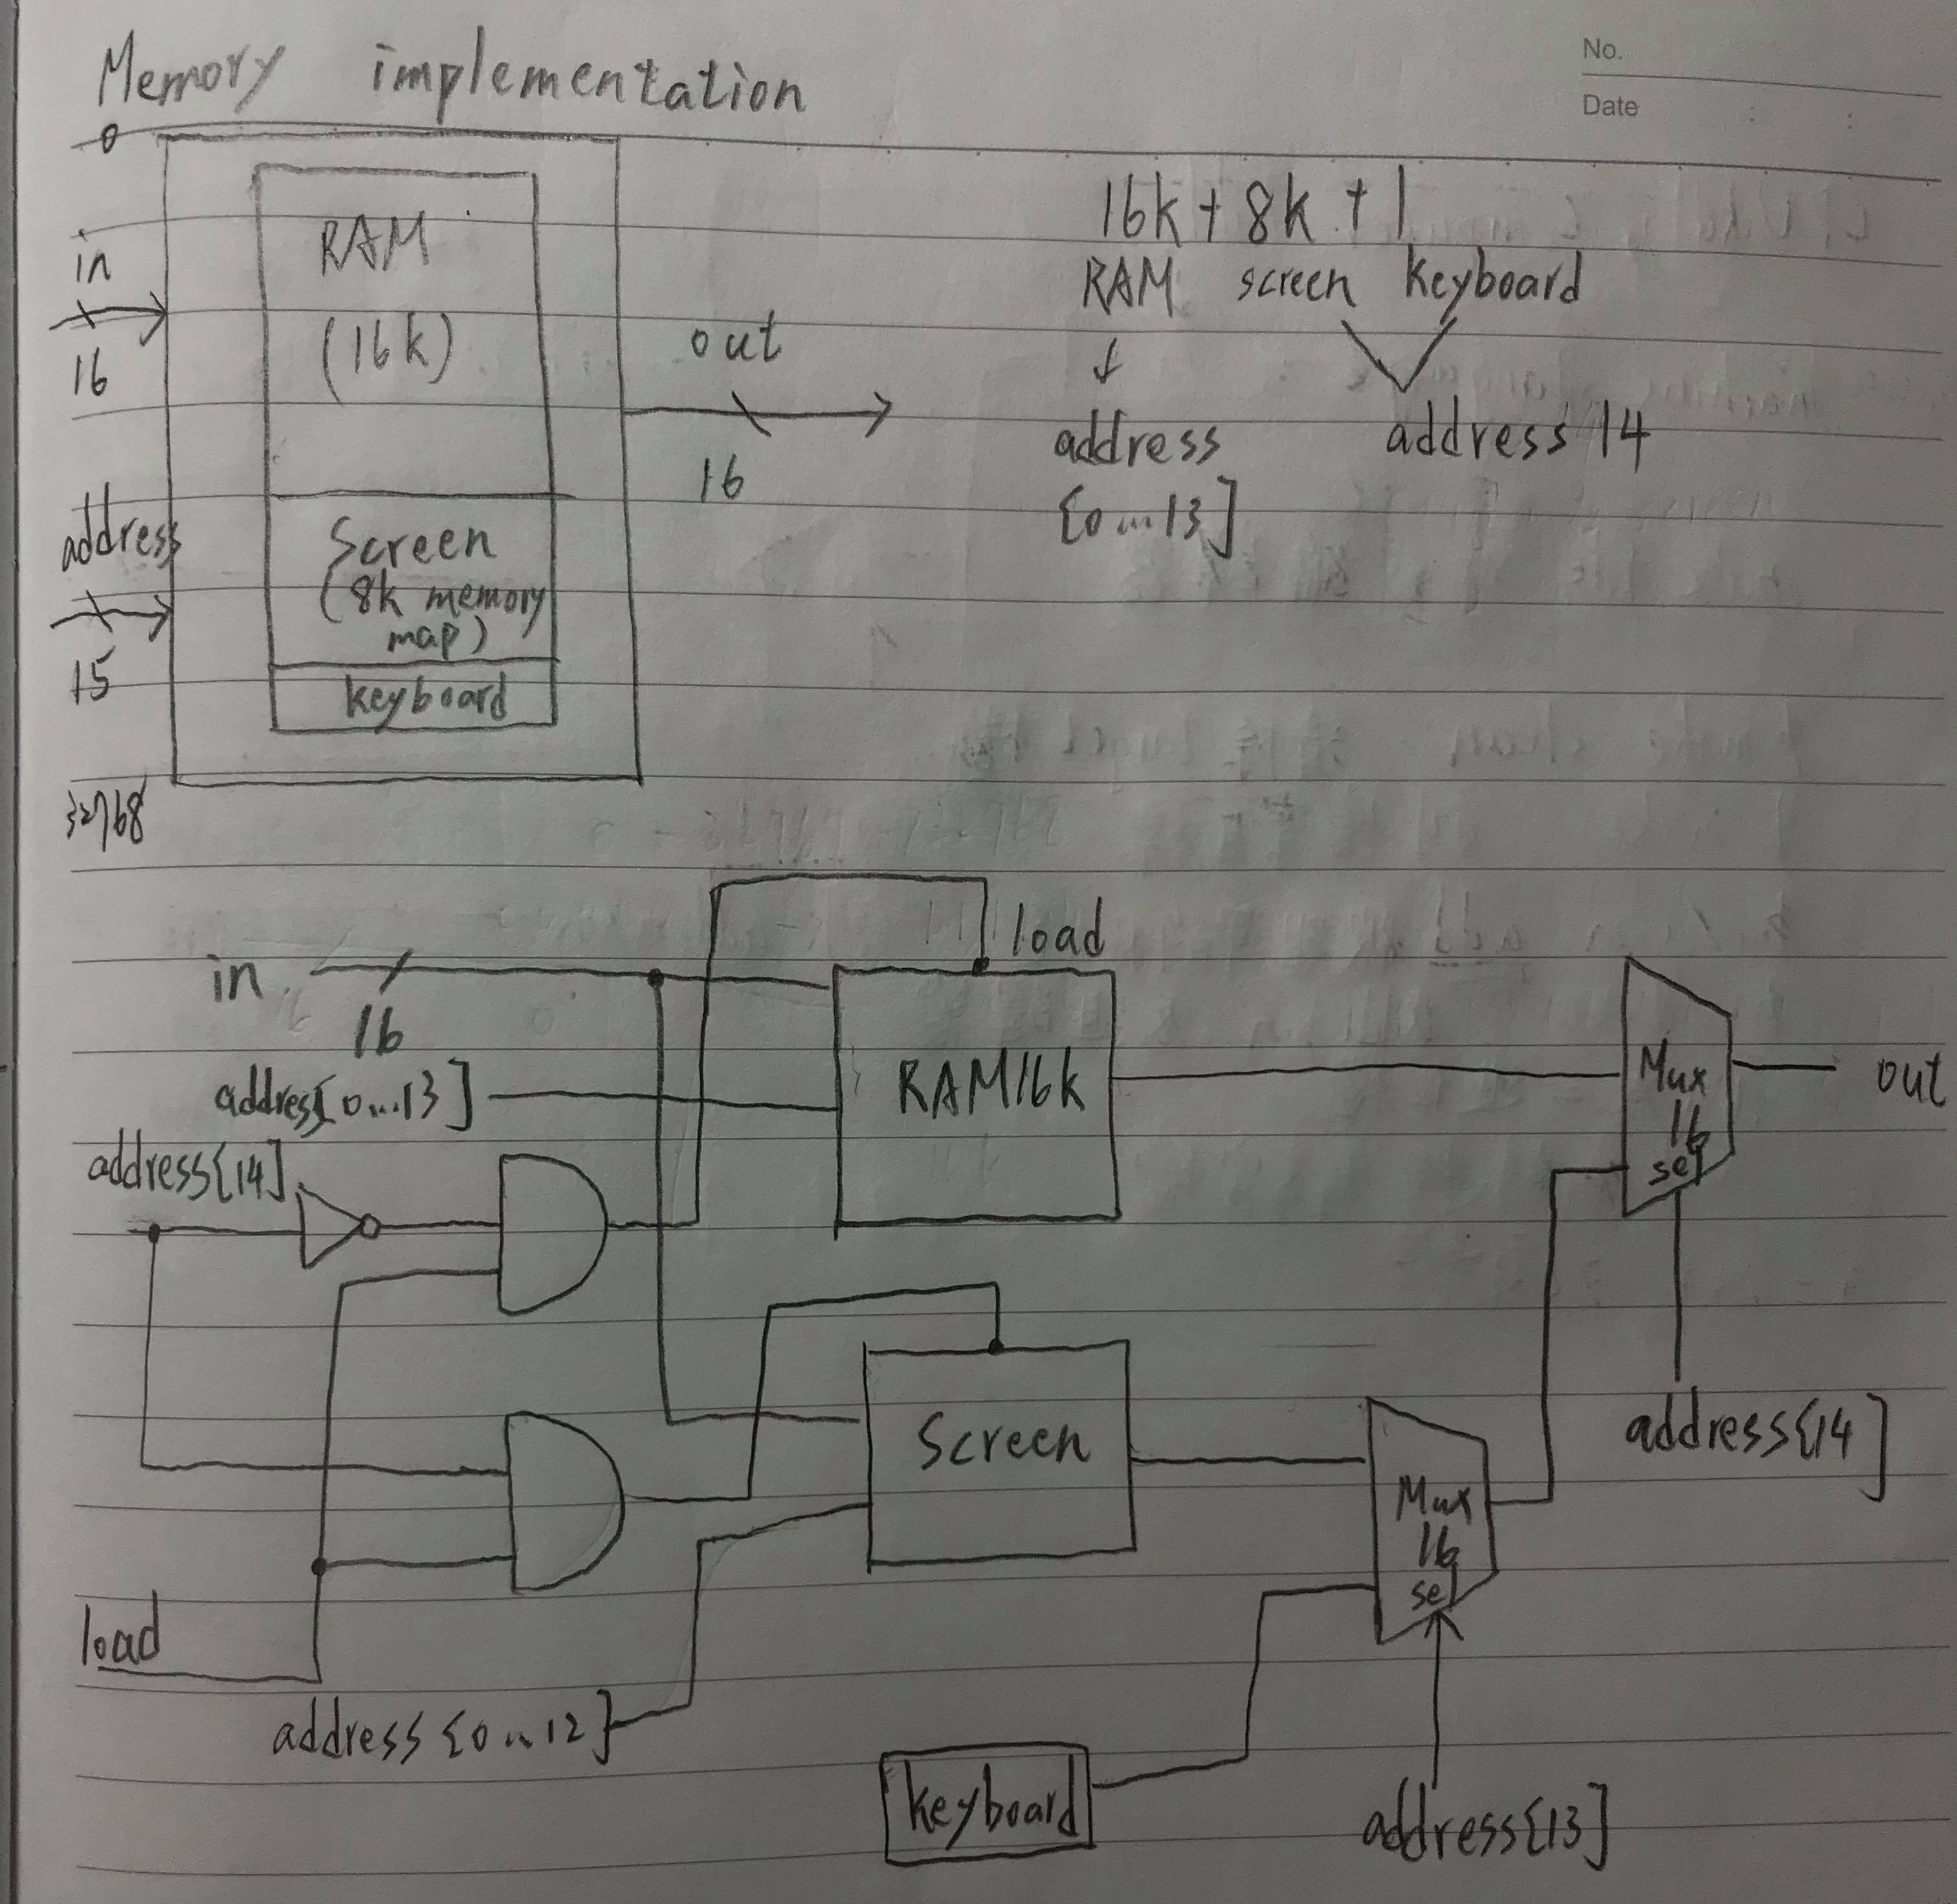 No.
Date : :
Memory implementation
0
RAM
(16k)
in
16
out
16
address
15
Screen
(8k memory
map)
keyboard
32768
16k + 8k + 1
RAM screen keyboard
↓
address
[0...13]
address 14
in
16
load
address[0...13]
RAM16k
Mux
16
sel
out
address[14]
Screen
address[14]
Mux
16
sel
load
address[0...12]
keyboard
address[13]